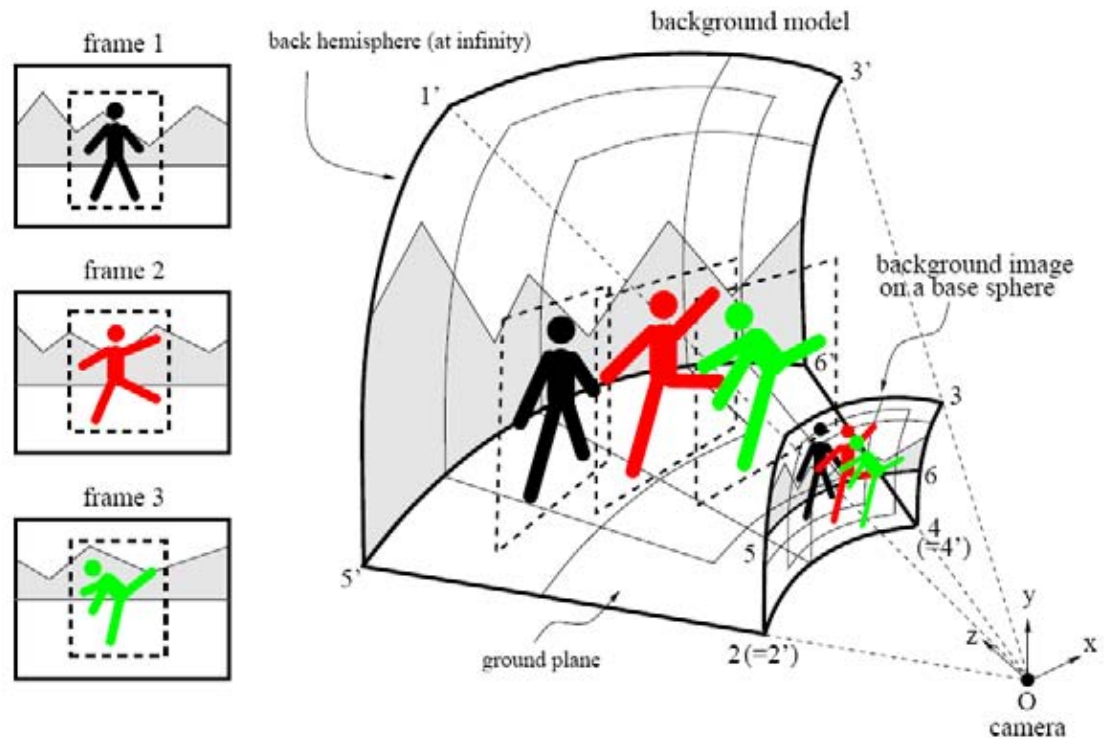 frame 1
frame 2
frame 3
background model
back hemisphere (at infinity)
1’
3’
background image
on a base sphere
6’
3
6
5
4
(=4’)
5’
2 (=2’)
ground plane
y
z
x
O
camera